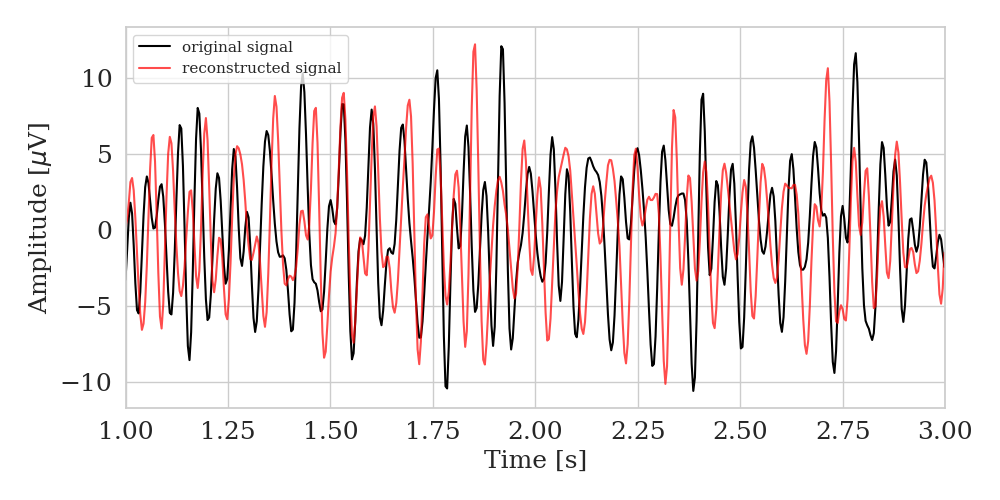 original signal
reconstructed signal
Amplitude [μV]
10
5
0
−5
−10
1.00 1.25 1.50 1.75 2.00 2.25 2.50 2.75 3.00
Time [s]